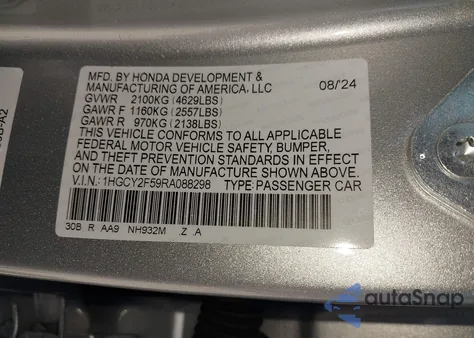 MFD. BY HONDA DEVELOPMENT & MANUFACTURING OF AMERICA, LLC 08/24
GVWR 2100KG (4629LBS)
GAWR F 1160KG (2557LBS)
GAWR R 970KG (2138LBS)
THIS VEHICLE CONFORMS TO ALL APPLICABLE
FEDERAL MOTOR VEHICLE SAFETY, BUMPER,
AND THEFT PREVENTION STANDARDS IN EFFECT
ON THE DATE OF MANUFACTURE SHOWN ABOVE.
V.I.N.: 1HGCY2F59RA088298 TYPE: PASSENGER CAR
30B R AA9 NH932M .Z .A
autoSnap